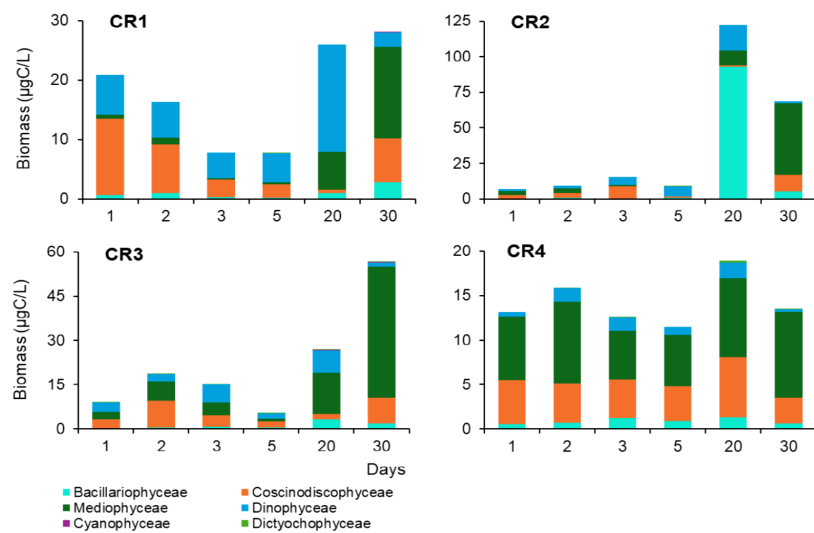 CR1
Biomass (µgC/L)
30
20
10
0
1 2 3 5 20 30
CR2
125
100
75
50
25
0
1 2 3 5 20 30
CR3
Biomass (µgC/L)
60
45
30
15
0
1 2 3 5 20 30
Days
CR4
20
15
10
5
0
1 2 3 5 20 30
Bacillariophyceae Coscinodiscophyceae
Mediophyceae Dinophyceae
Cyanophyceae Dictyochophyceae